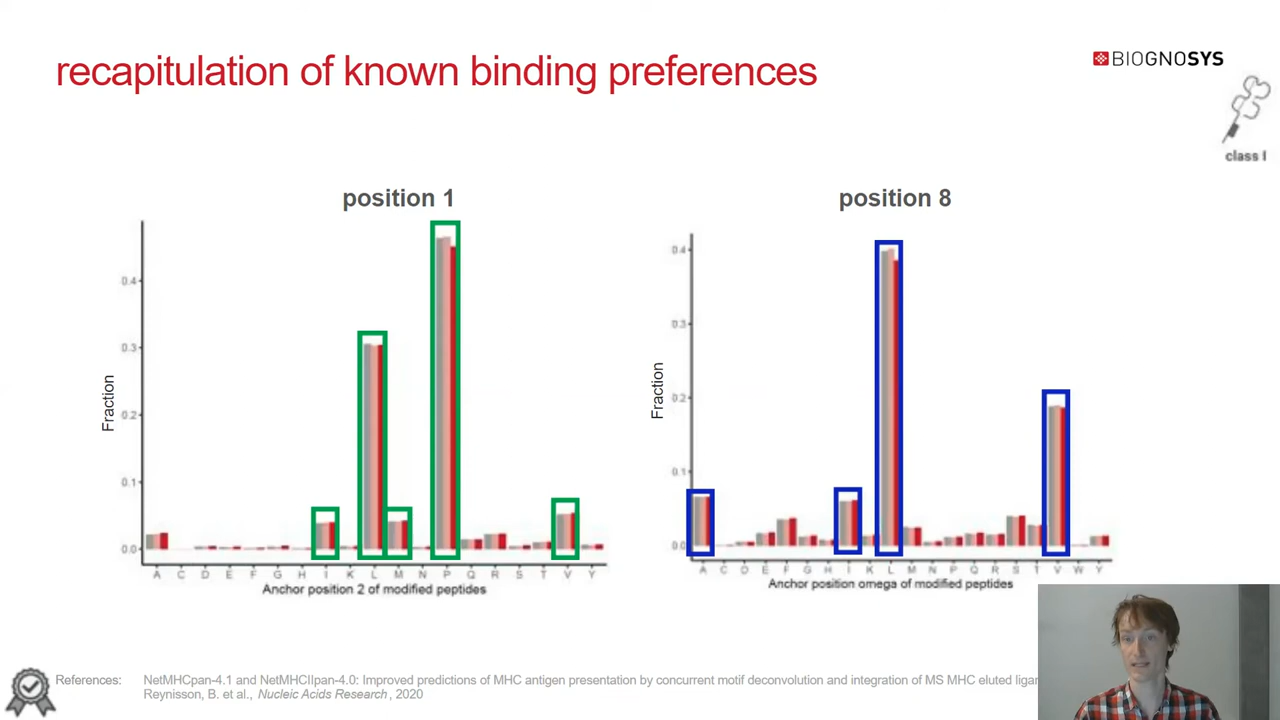 recapitulation of known binding preferences
BIOGNOSYS
class I
position 1
position 8
0.4
0.3
0.2
0.1
0.0
Fraction
A C D E F G H I K L M N P Q R S T V Y
Anchor position 2 of modified peptides
0.4
0.3
0.2
0.1
0.0
Fraction
A C D E F G H I K L M N P Q R S T V W Y
Anchor position omega of modified peptides
References: NetMHCpan-4.1 and NetMHCIIpan-4.0: Improved predictions of MHC antigen presentation by concurrent motif deconvolution and integration of MS MHC eluted
Reynisson, B. et al., Nucleic Acids Research, 2020